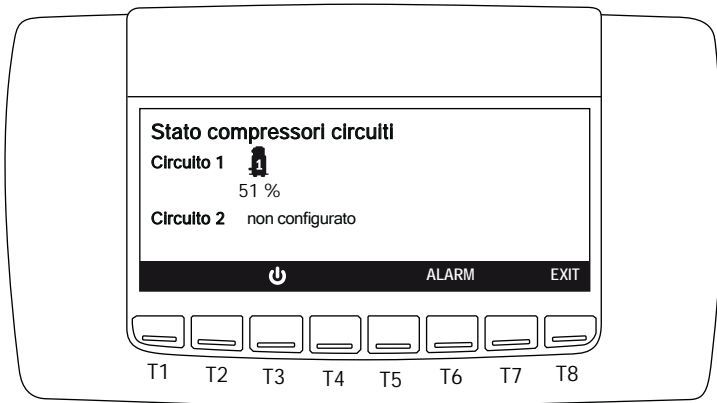 Stato compressori circuiti
Circuito 1 1
51 %
Circuito 2 non configurato
ALARM EXIT
T1 T2 T3 T4 T5 T6 T7 T8